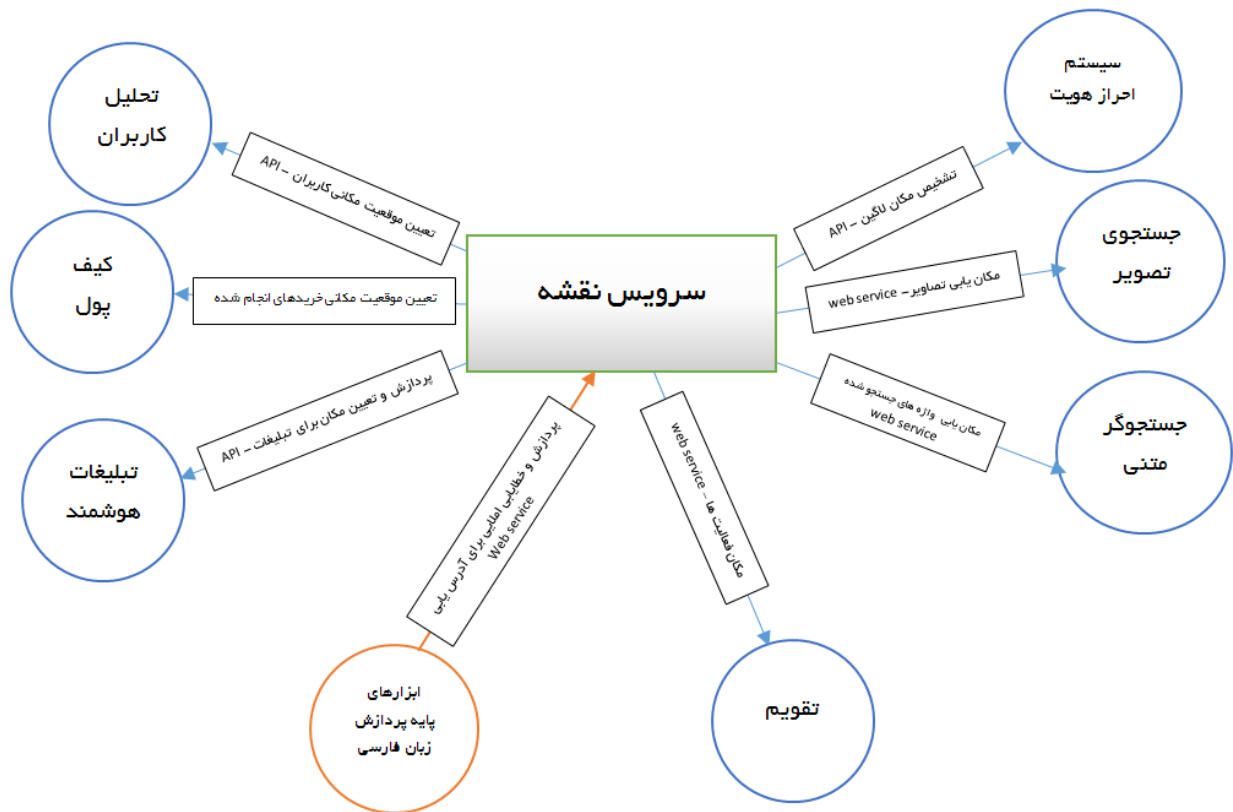 سیستم
احراز هویت
تحلیل
کاربران
تشخیص مکان لاگین – API
تعیین موقعیت مکانی کاربران – API
جستجوی
تصویر
کیف
پول
سرویس نقشه
مکان یابی تصاویر – web service
تعیین موقعیت مکانی خریدهای انجام شده
جستجوگر
متنی
مکان یابی واژه های جستجو شده
web service
پردازش و تعیین مکان برای تبلیغات – API
تبلیغات
هوشمند
مکان فعالیت ها – web service
پردازش و خطایابی املایی برای آدرس یابی
Web service
تقویم
ابزارهای
پایه پردازش
زبان فارسی